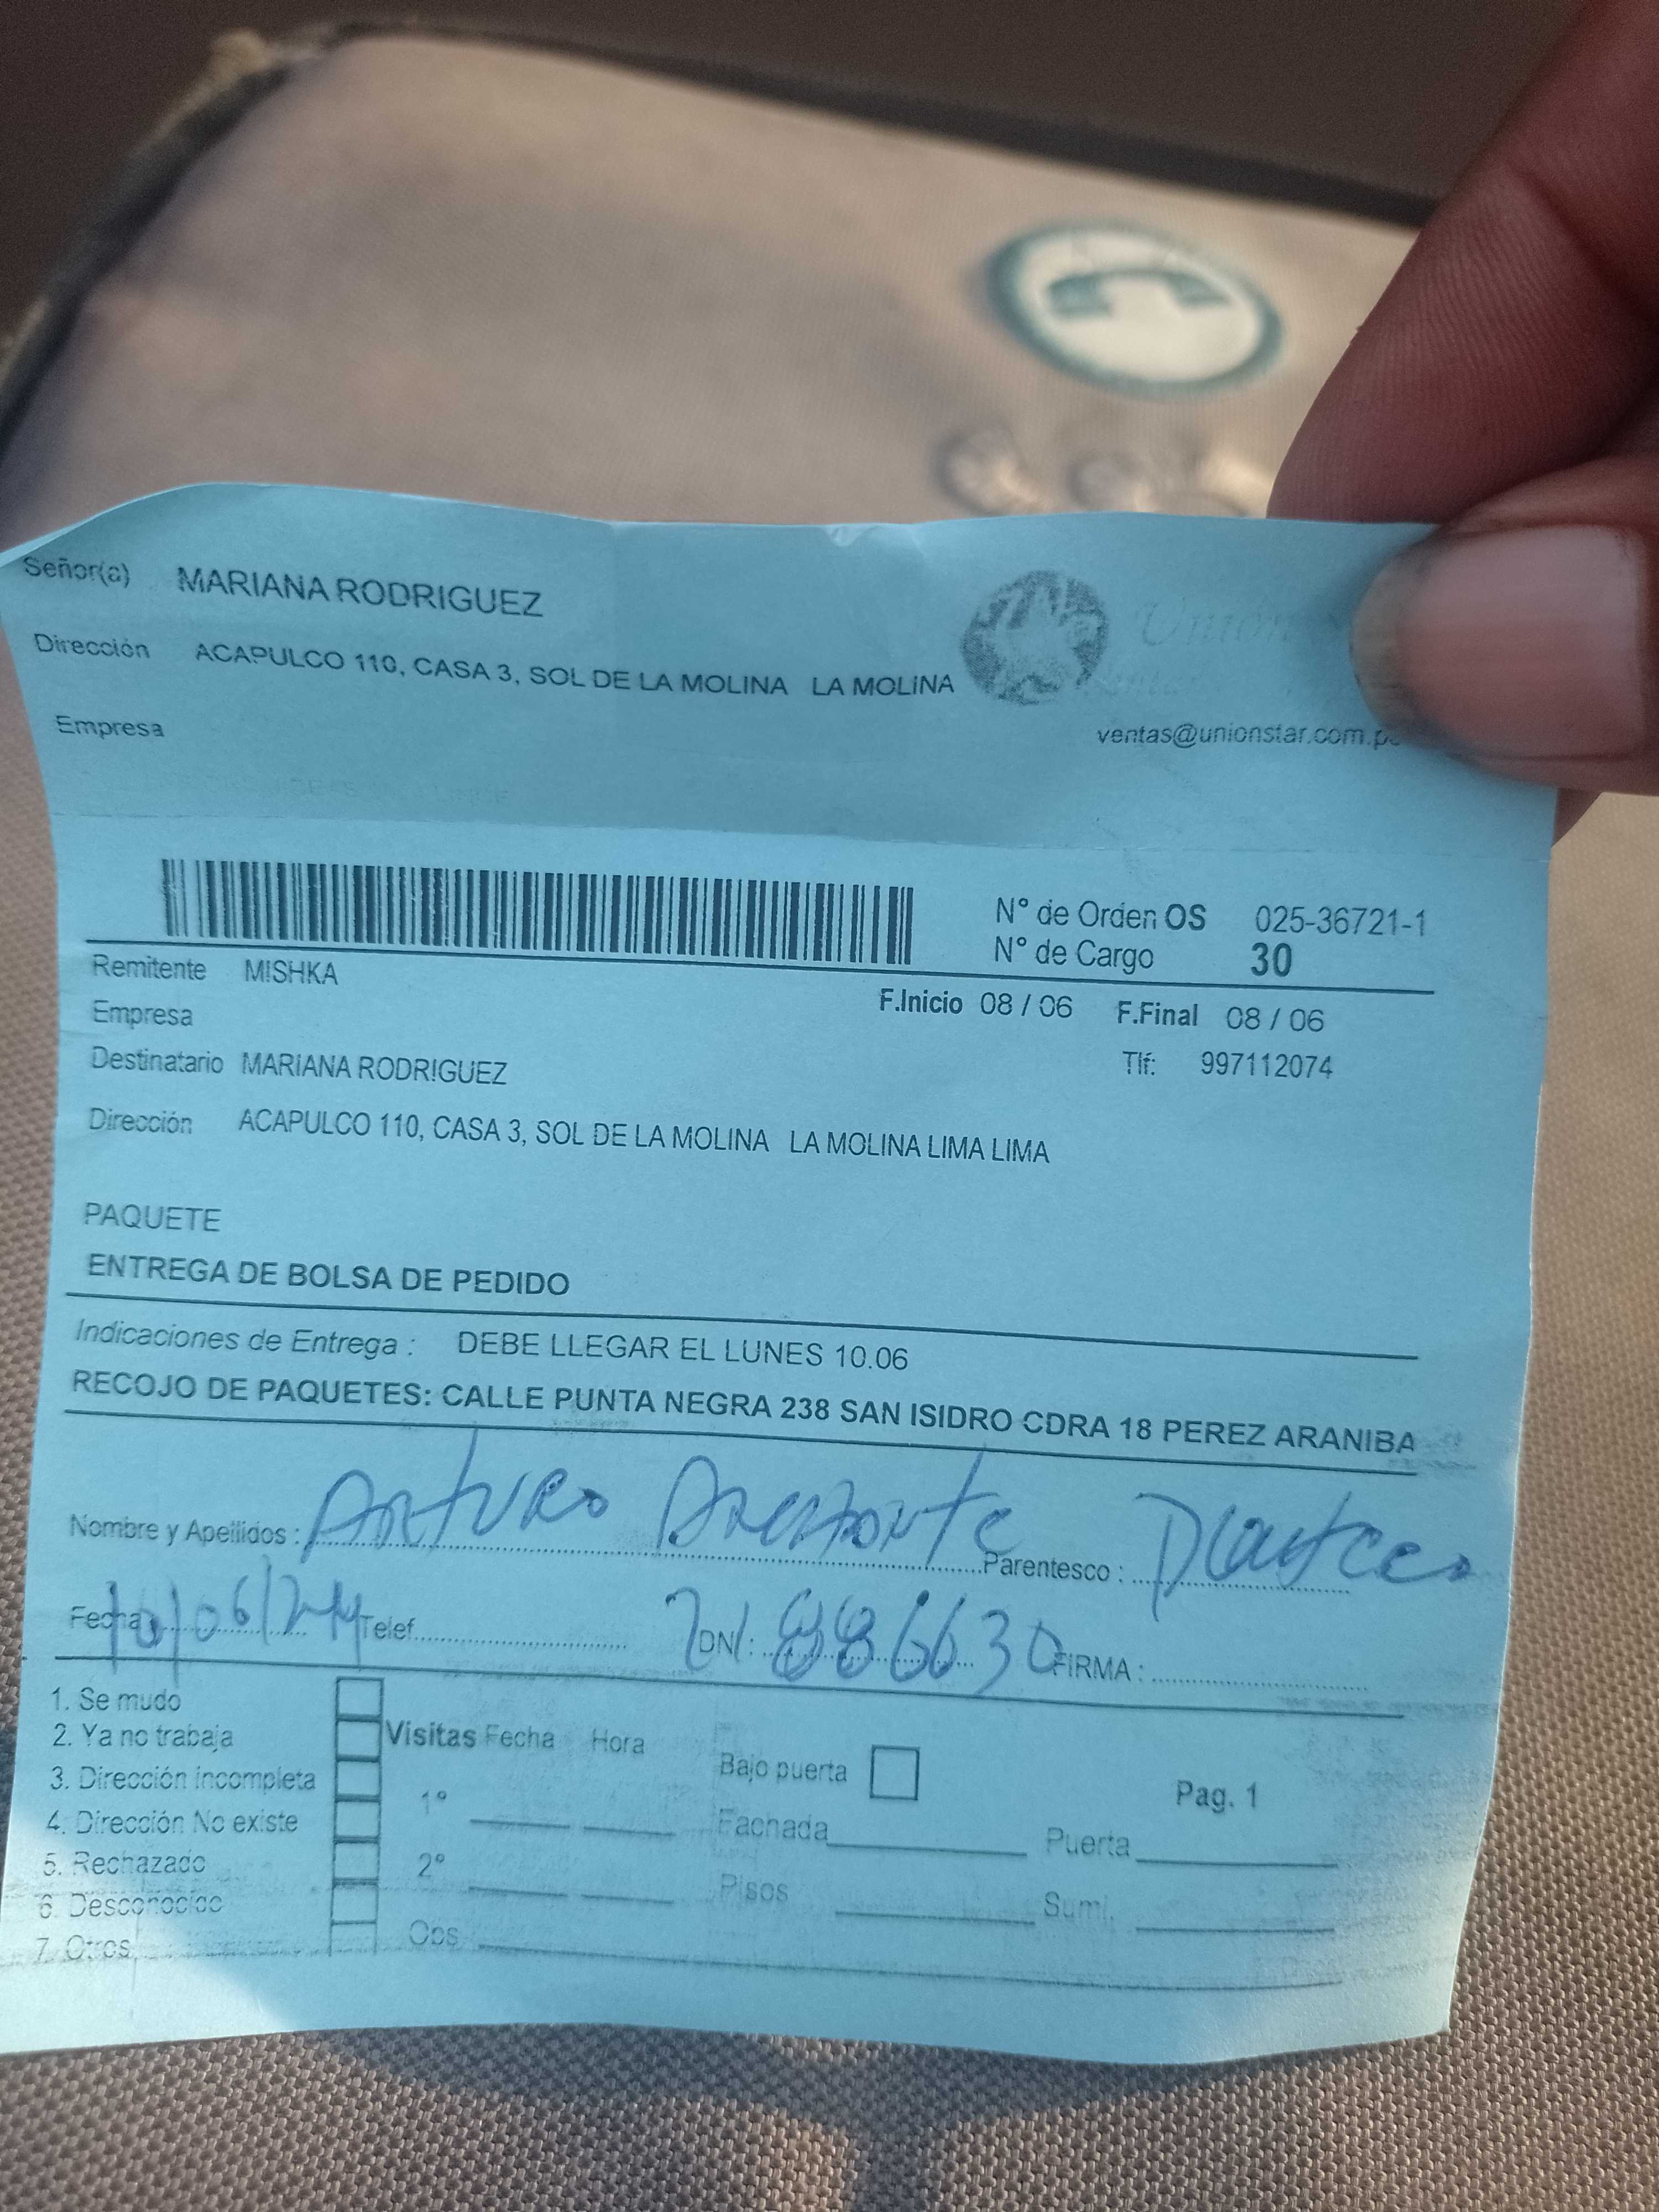 Señor(a) MARIANA RODRIGUEZ
Dirección ACAPULCO 110, CASA 3, SOL DE LA MOLINA LA MOLINA
Unión
Empresa
ventas@unionstar.com.pe
N° de Orden OS 025-36721-1
N° de Cargo 30
Remitente MISHKA
F.Inicio 08 / 06 F.Final 08 / 06
Empresa
Destinatario MARIANA RODRIGUEZ Tlf: 997112074
Dirección ACAPULCO 110, CASA 3, SOL DE LA MOLINA LA MOLINA LIMA LIMA
PAQUETE
ENTREGA DE BOLSA DE PEDIDO
Indicaciones de Entrega : DEBE LLEGAR EL LUNES 10.06
RECOJO DE PAQUETES: CALLE PUNTA NEGRA 238 SAN ISIDRO CDRA 18 PEREZ ARANIBA
Nombre y Apellidos : Arturo Parentesco :
Fecha 10/06/24 Telef. DNI : FIRMA :
1. Se mudo
2. Ya no trabaja
3. Dirección incompleta
4. Dirección No existe
5. Rechazado
6. Desconocido
7. Otros
Visitas Fecha Hora
1°
2°
Obs
Bajo puerta
Fachada Puerta
Pisos Sumi.
Pag. 1